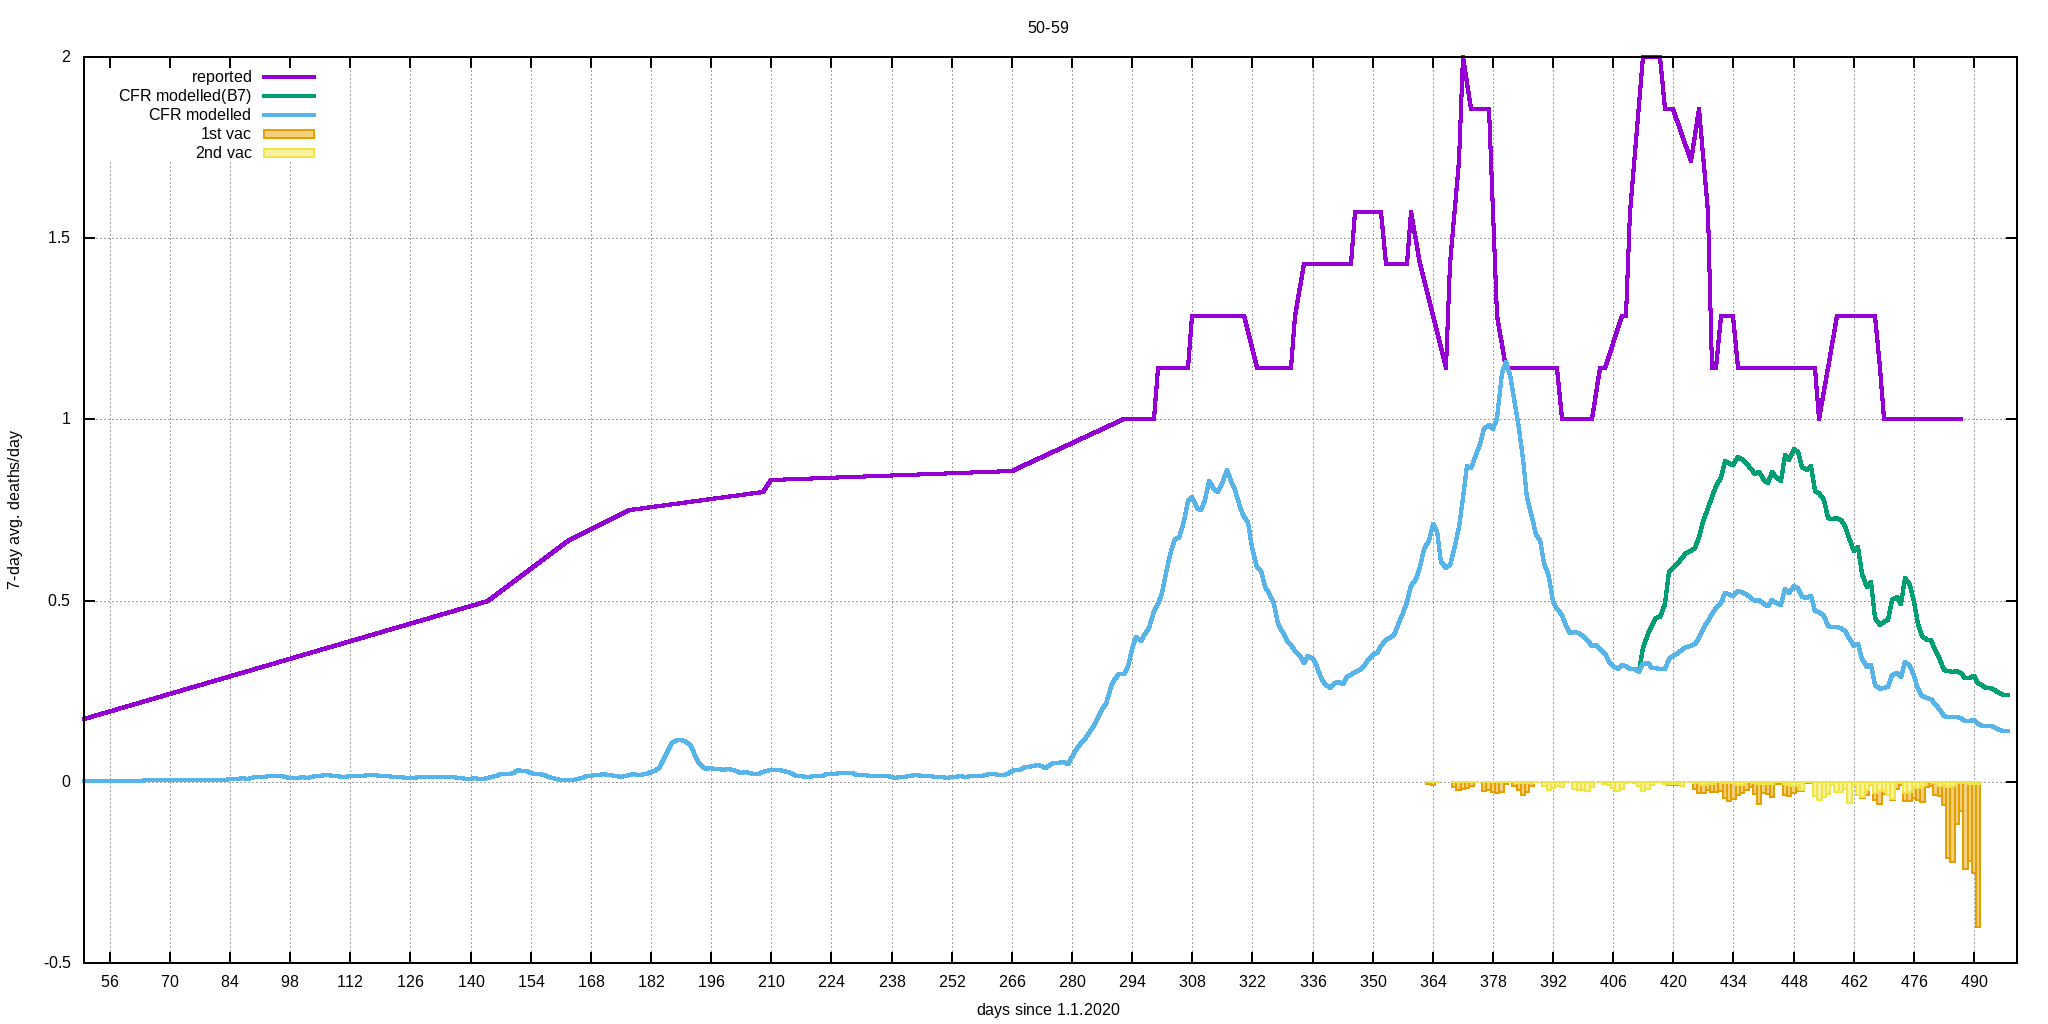 50-59
2
1.5
1
0.5
0
-0.5
7-day avg. deaths/day
reported
CFR modelled(B7)
CFR modelled
1st vac
2nd vac
56 70 84 98 112 126 140 154 168 182 196 210 224 238 252 266 280 294 308 322 336 350 364 378 392 406 420 434 448 462 476 490
days since 1.1.2020